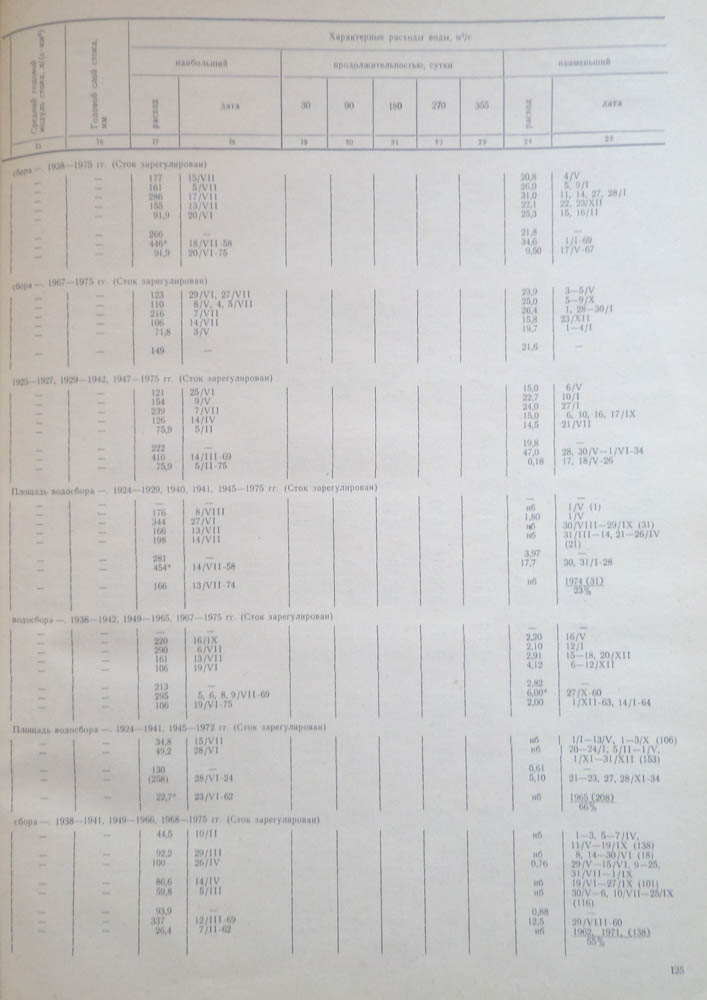 Характерные расходы воды, м³/с
Средний годовой модуль стока, л/(с·км²)
Годовой слой стока, мм
наибольший продолжительностью, сутки наименьший
расход дата 30 90 180 270 355 расход дата
15 16 17 18 19 20 21 22 23 24 25
сбора —. 1938—1975 гг. (Сток зарегулирован)
— — 177 15/VII 20,8 4/V
— — 161 5/VII 26,0 5, 9/I
— — 286 17/VII 31,0 11, 14, 27, 28/I
— — 155 13/VII 22,1 22, 23/XII
— — 91,9 20/VI 25,3 15, 16/II
— — 266 — 21,8 —
— — 446* 18/VII-58 34,6 1/I-69
— — 91,9 20/VI-75 9,50 17/V-67
сбора —. 1967—1975 гг. (Сток зарегулирован)
— — 123 29/VI, 27/VII 23,9 3—5/V
— — 110 8/V, 4, 5/VII 25,0 5—9/X
— — 216 7/VII 26,4 1, 28—30/I
— — 106 14/VII 15,8 23/XII
— — 71,8 3/V 19,7 1—4/I
— — 149 — 21,6 —
1925—1927, 1929—1942, 1947—1975 гг. (Сток зарегулирован)
— — 121 25/VI 15,0 6/V
— — 154 9/V 22,7 10/I
— — 239 7/VII 24,0 27/I
— — 126 14/IV 15,0 6, 10, 16, 17/IX
— — 75,9 5/II 14,5 21/VII
— — 222 — 19,8 —
— — 410 14/III-69 47,0 28, 30/V—1/VI-34
— — 75,9 5/II-75 0,18 17, 18/V-26
Площадь водосбора —. 1924—1929, 1940, 1941, 1945—1975 гг. (Сток зарегулирован)
— — — — — —
— — 176 8/VIII нб 1/V (1)
— — 344 27/VI 1,80 1/V
— — 166 13/VII нб 30/VIII—29/IX (31)
— — 198 14/VII нб 31/III—14, 21—26/IV
(21)
— — 281 — 3,97 —
— — 454* 14/VII-58 17,7 30, 31/I-28
— — 166 13/VII-74 нб 1974 (31)
23%
водосбора —. 1938—1942, 1949—1965, 1967—1975 гг. (Сток зарегулирован)
— — — — — —
— — 220 16/IX 2,20 16/V
— — 290 6/VII 2,10 12/I
— — 161 13/VII 2,91 15—18, 20/XII
— — 106 19/VI 4,12 6—12/XII
— — 213 — 2,82 —
— — 295 5, 6, 8, 9/VII-69 6,00* 27/X-60
— — 106 19/VI-75 2,00 1/XII-63, 14/I-64
Площадь водосбора —. 1924—1941, 1945—1972 гг. (Сток зарегулирован)
— — 34,8 15/VII нб 1/I—13/V, 1—3/X (106)
— — 49,2 28/VI нб 20—24/I, 5/II—1/V,
1/XI—31/XII (153)
— — 130 — 0,61 —
— — (258) 28/VI-24 5,10 21—23, 27, 28/XI-34
— — 22,7* 23/VI-62 нб 1965 (208)
66%
сбора —. 1938—1941, 1949—1966, 1968—1975 гг. (Сток зарегулирован)
— — 44,5 10/II нб 1—3, 5—7/IV,
11/V—19/IX (138)
— — 92,2 29/III нб 8, 14—30/VI (18)
— — 100 26/IV 0,76 29/V—15/VI, 9—25,
31/VII—1/IX
— — 86,6 14/IV нб 19/VI—27/IX (101)
— — 59,8 5/III нб 30/V—6, 10/VII—25/IX
(116)
— — 93,9 — 0,88 —
— — 337 12/III-69 12,5 29/VIII-60
— — 26,4 7/II-62 нб 1962, 1971, (138)
55%
125